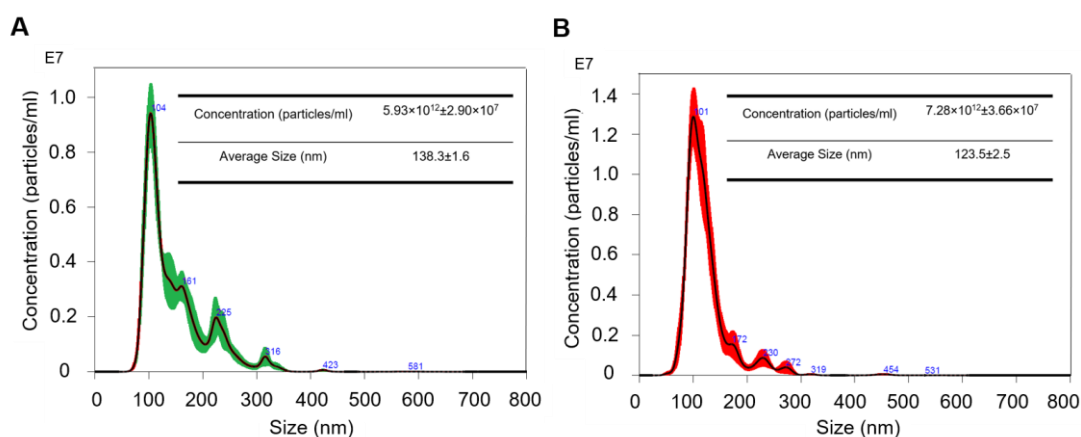 A
E7
Concentration (particles/ml)
1.0
0.8
0.6
0.4
0.2
0
104
161
225
316
423
581
Concentration (particles/ml) 5.93×10¹²±2.90×10⁷
Average Size (nm) 138.3±1.6
0 100 200 300 400 500 600 700 800
Size (nm)
B
E7
Concentration (particles/ml)
1.4
1.2
1.0
0.8
0.6
0.4
0.2
0
101
172
230
272
319
454
531
Concentration (particles/ml) 7.28×10¹²±3.66×10⁷
Average Size (nm) 123.5±2.5
0 100 200 300 400 500 600 700 800
Size (nm)